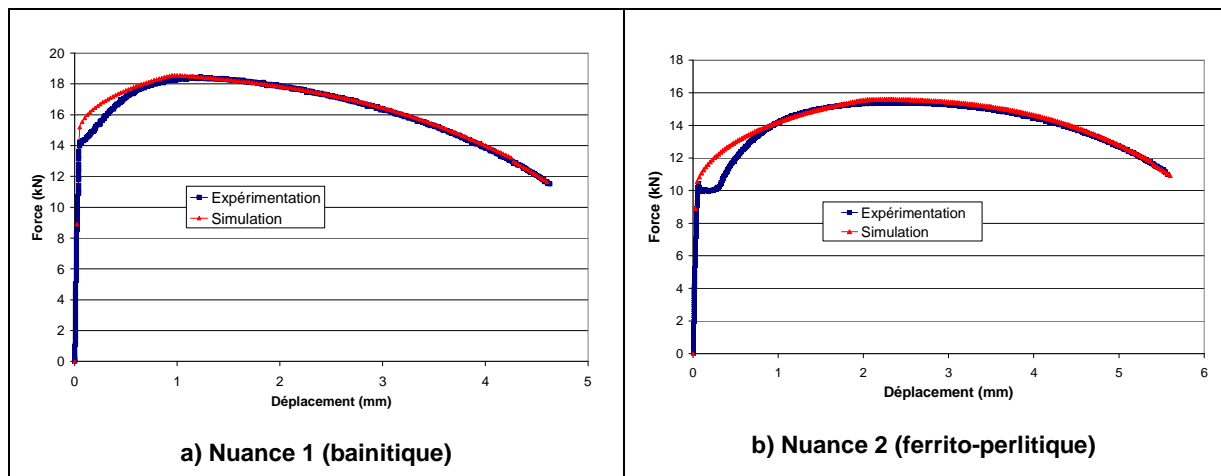 20
18
16
14
12
10
8
6
4
2
0
Force (kN)
Expérimentation
Simulation
0 1 2 3 4 5
Déplacement (mm)
a) Nuance 1 (bainitique)
18
16
14
12
10
8
6
4
2
0
Force (kN)
Expérimentation
Simulation
0 1 2 3 4 5 6
Déplacement (mm)
b) Nuance 2 (ferrito-perlitique)